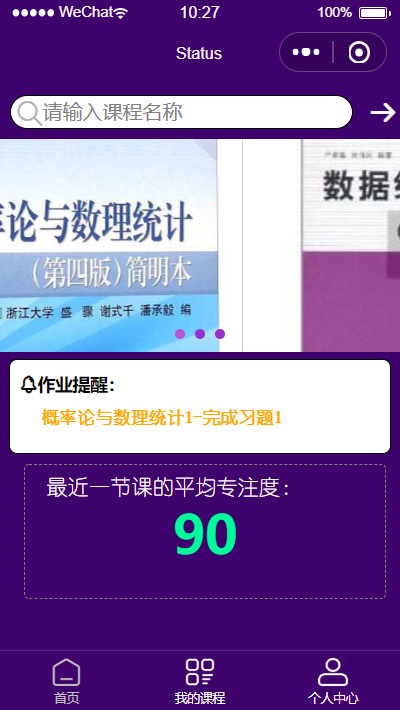 WeChat 10:27 100%
Status
请输入课程名称
率论与数理统计
（第四版）简明本
浙江大学 盛 骤 谢式千 潘承毅 编
数据结
作业提醒：
概率论与数理统计1-完成习题1
最近一节课的平均专注度：
90
首页 我的课程 个人中心